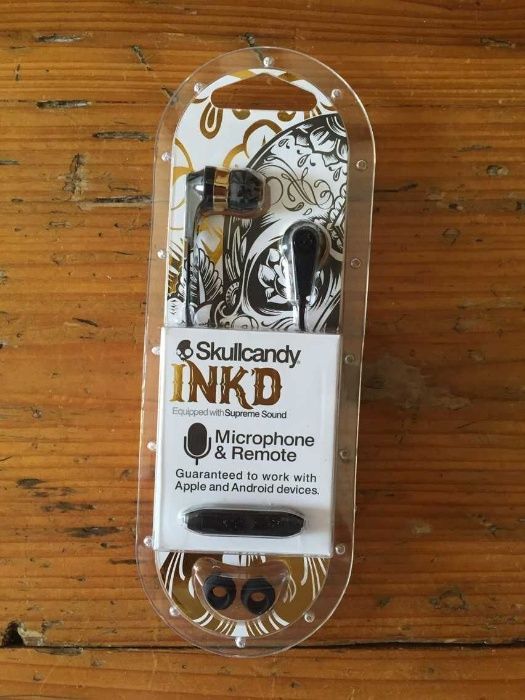 Skullcandy
INKD
Equipped with Supreme Sound
Microphone
& Remote
Guaranteed to work with
Apple and Android devices.